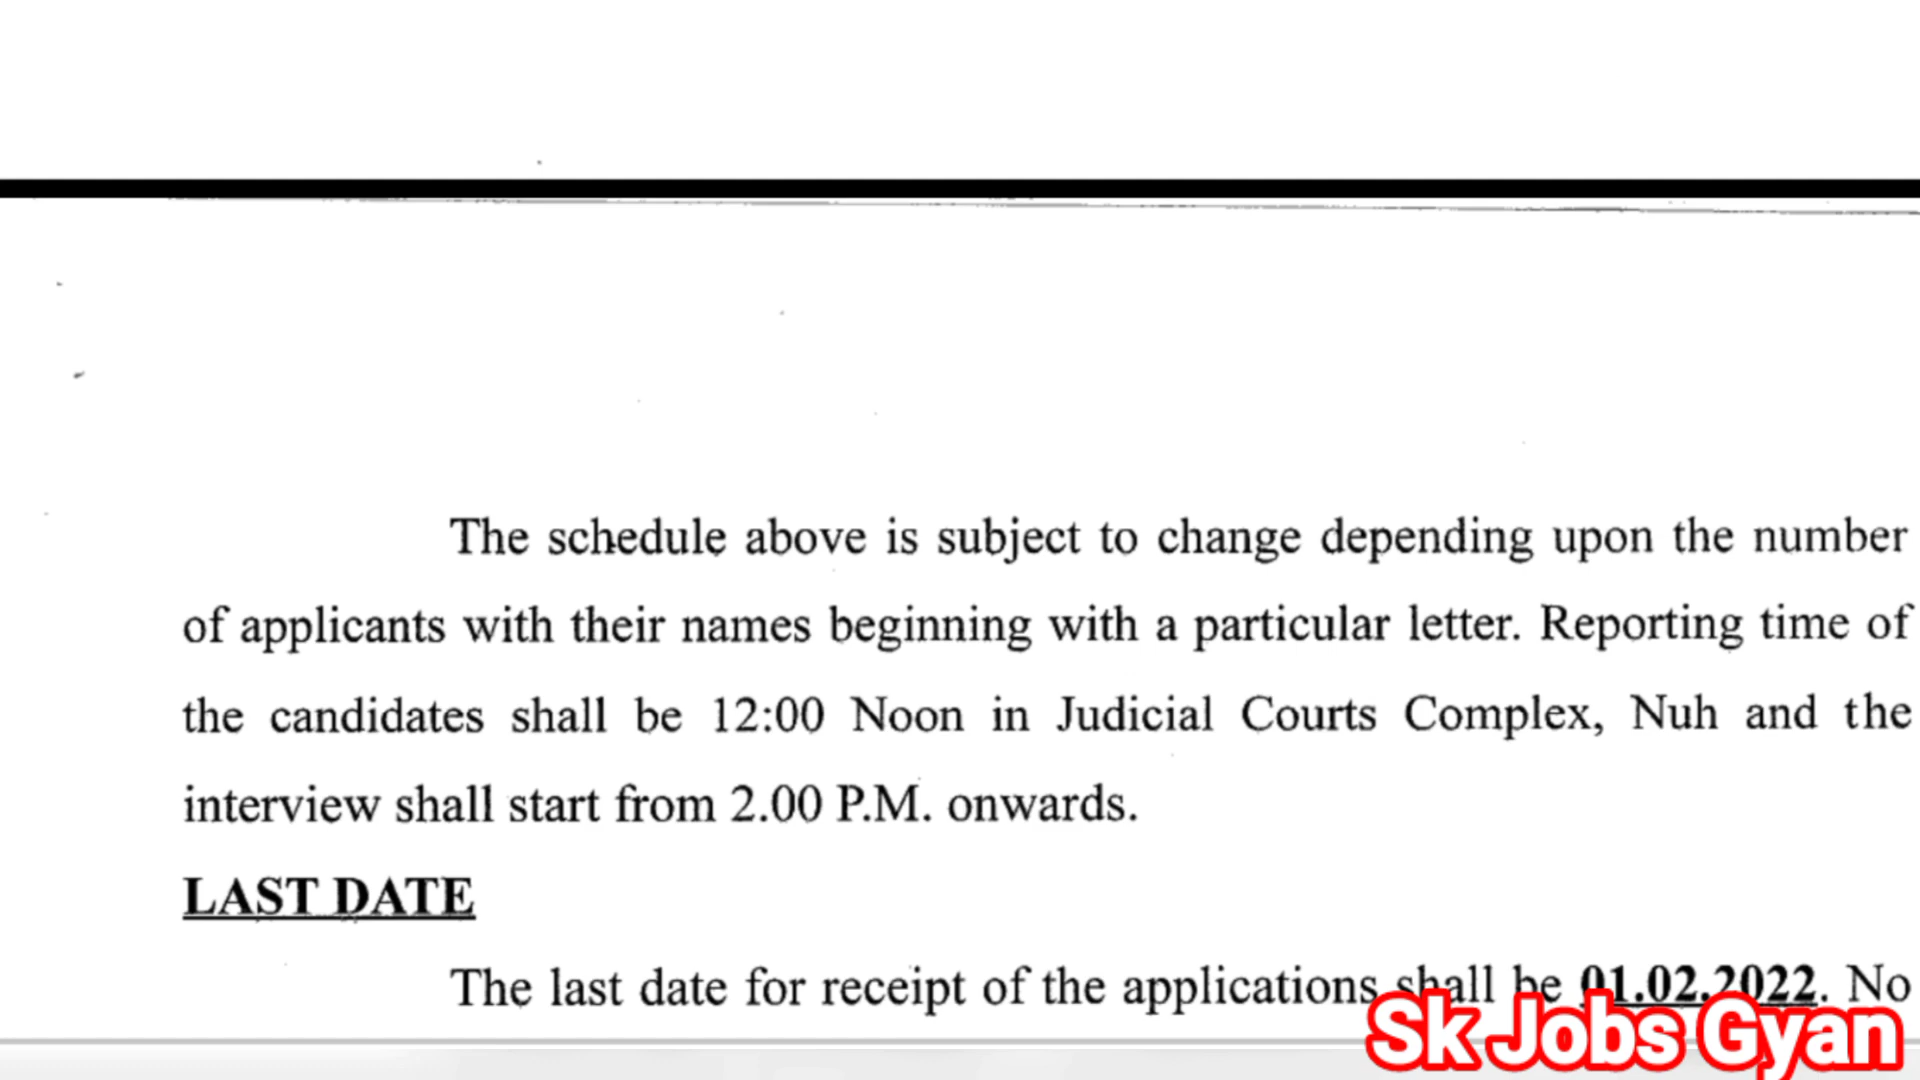 The schedule above is subject to change depending upon the number
of applicants with their names beginning with a particular letter. Reporting time of
the candidates shall be 12:00 Noon in Judicial Courts Complex, Nuh and the
interview shall start from 2.00 P.M. onwards.
LAST DATE
The last date for receipt of the applications shall be 01.02.2022. No
Sk Jobs Gyan